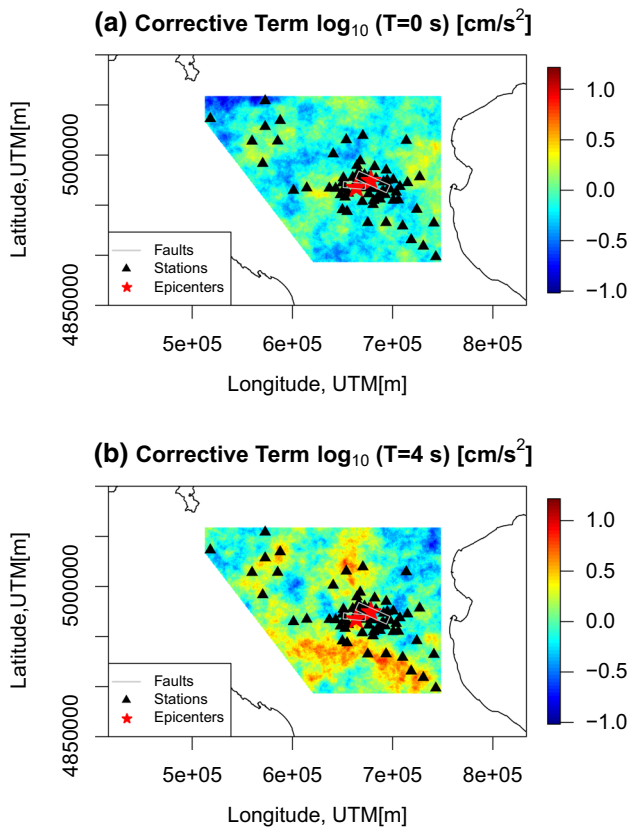 (a) Corrective Term log₁₀ (T=0 s) [cm/s²]
Latitude,UTM[m]
5000000
4850000
Faults
Stations
Epicenters
1.0
0.5
0.0
−0.5
−1.0
5e+05 6e+05 7e+05 8e+05
Longitude, UTM[m]
(b) Corrective Term log₁₀ (T=4 s) [cm/s²]
Latitude,UTM[m]
5000000
4850000
Faults
Stations
Epicenters
1.0
0.5
0.0
−0.5
−1.0
5e+05 6e+05 7e+05 8e+05
Longitude, UTM[m]